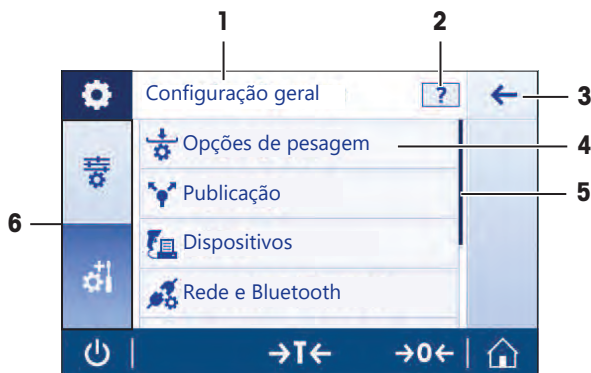 1
2
Configuração geral
?
3
Opções de pesagem
4
5
Publicação
Dispositivos
6
Rede e Bluetooth
→T←
→0←